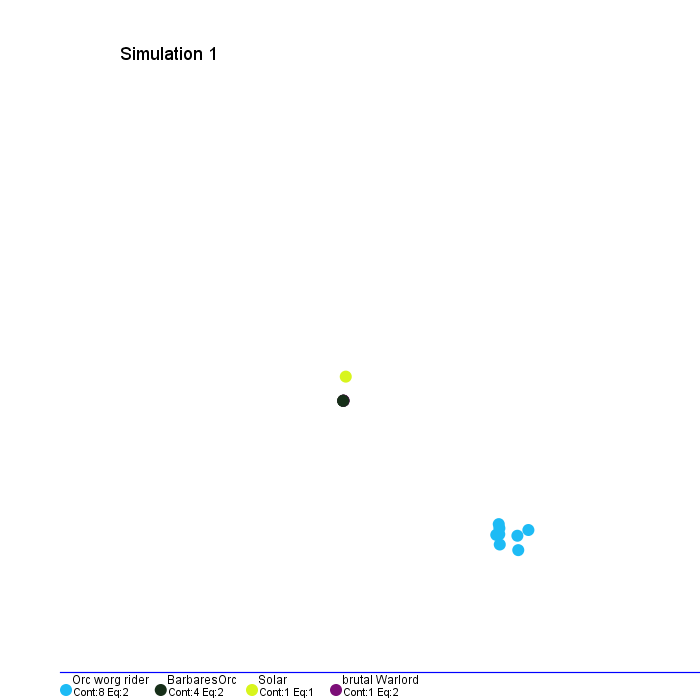 Simulation 1
Orc worg rider BarbaresOrc Solar brutal Warlord
Cont:8 Eq:2 Cont:4 Eq:2 Cont:1 Eq:1 Cont:1 Eq:2